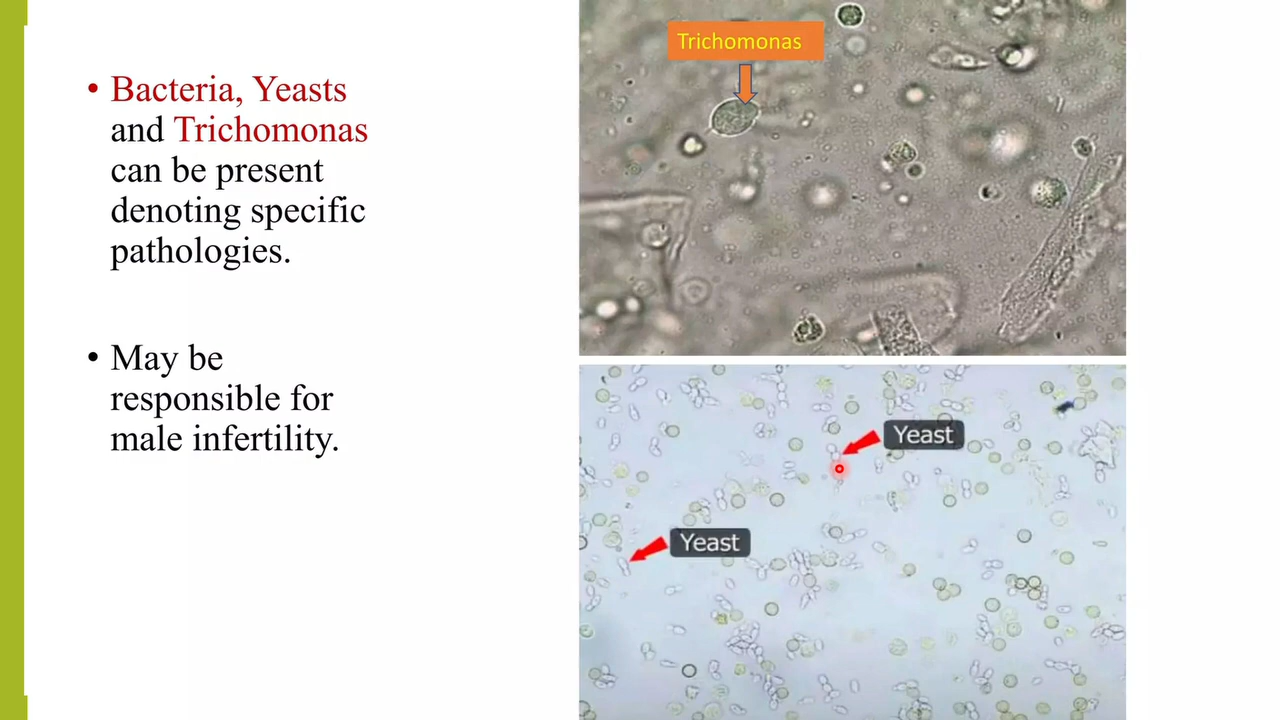 • Bacteria, Yeasts
and Trichomonas
can be present
denoting specific
pathologies.
• May be
responsible for
male infertility.
Trichomonas
Yeast
Yeast